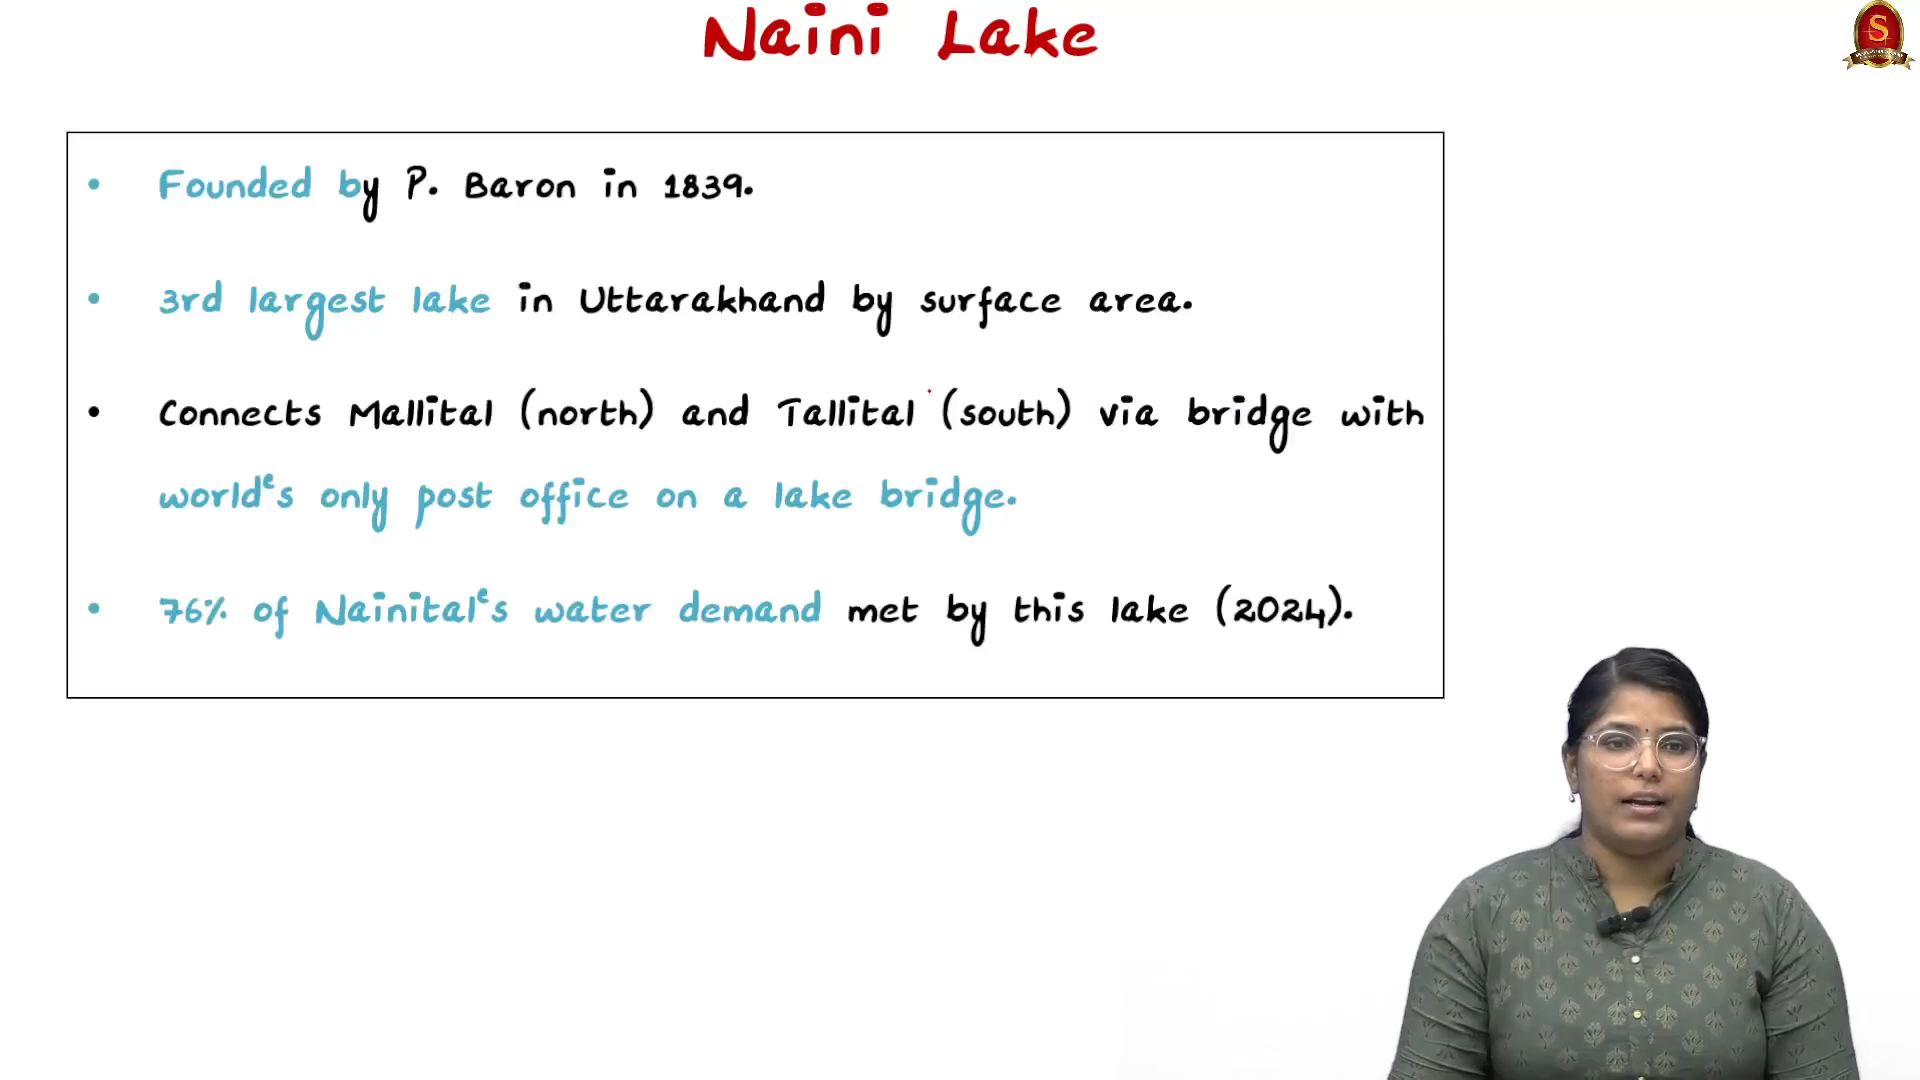 Naini Lake
S
• Founded by P. Baron in 1839.
• 3rd largest lake in Uttarakhand by surface area.
• Connects Mallital (north) and Tallital (south) via bridge with
worldᵉs only post office on a lake bridge.
• 76% of Nainitalᵉs water demand met by this lake (2024).